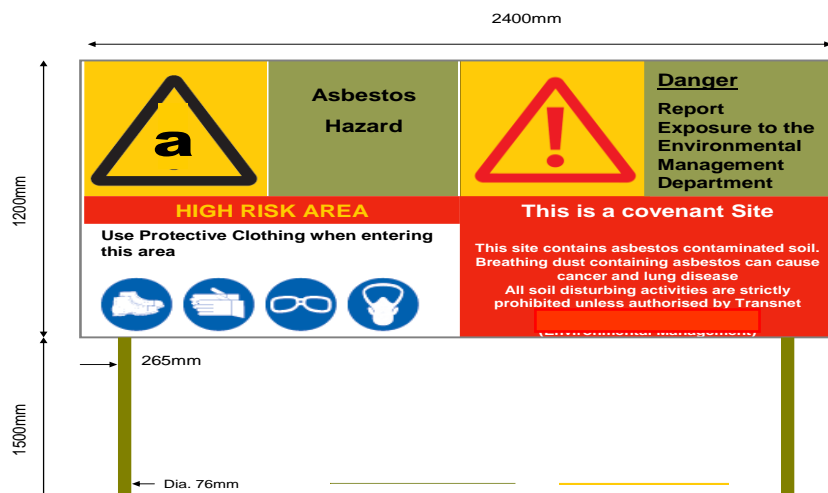 2400mm
1200mm
a
Asbestos
Hazard
Danger
Report
Exposure to the
Environmental
Management
Department
HIGH RISK AREA
Use Protective Clothing when entering
this area
This is a covenant Site
This site contains asbestos contaminated soil.
Breathing dust containing asbestos can cause
cancer and lung disease
All soil disturbing activities are strictly
prohibited unless authorised by Transnet
(Environmental Management)
265mm
1500mm
Dia. 76mm